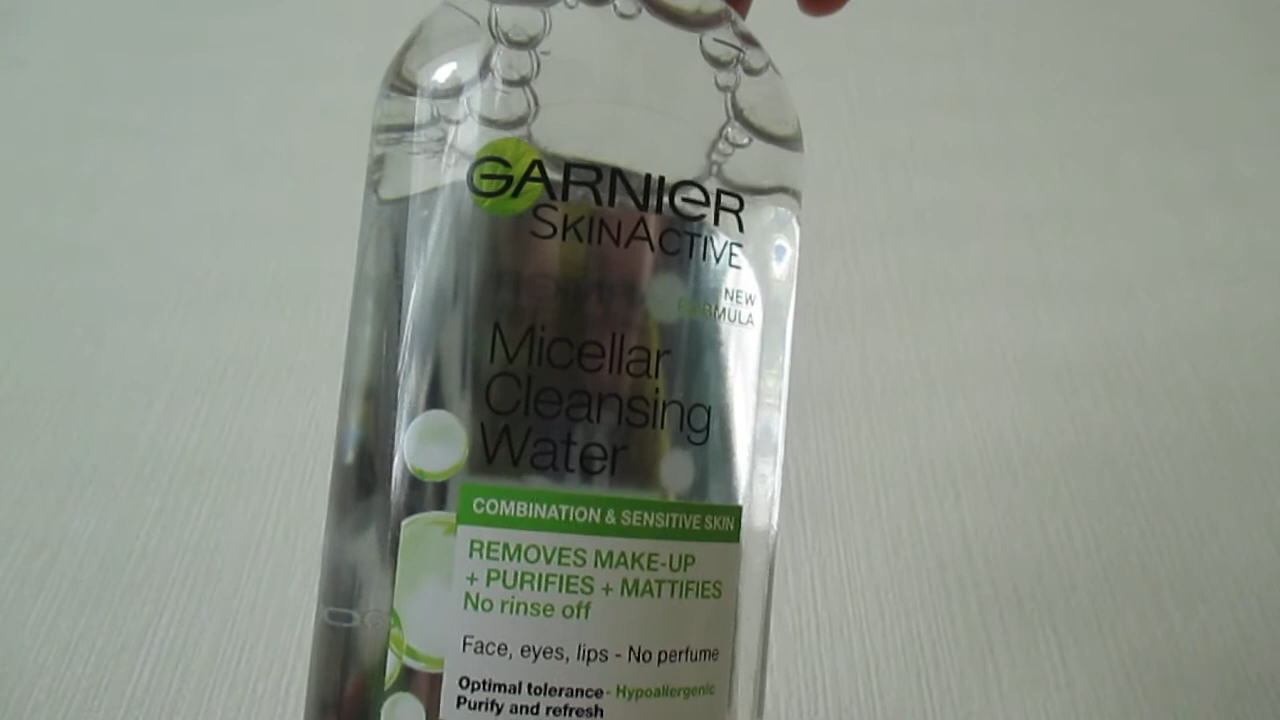 GARNIER
SKINACTIVE
NEW
FORMULA
Micellar
Cleansing
Water
COMBINATION & SENSITIVE SKIN
REMOVES MAKE-UP
+ PURIFIES + MATTIFIES
No rinse off
Face, eyes, lips - No perfume
Optimal tolerance - Hypoallergenic
Purify and refresh